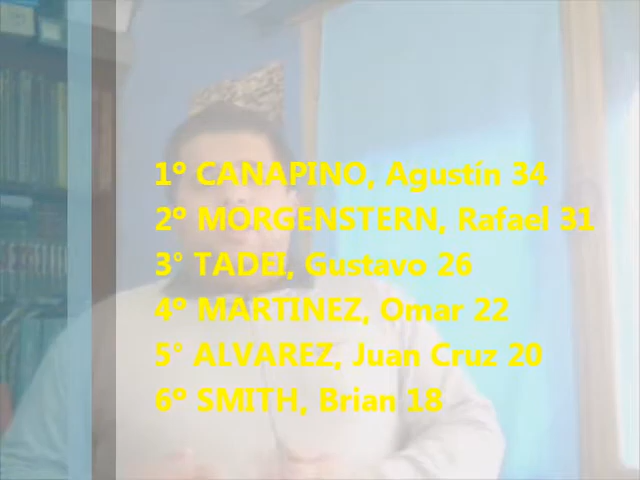 1º CANAPINO, Agustín 34
2º MORGENSTERN, Rafael 31
3° TADEI, Gustavo 26
4º MARTINEZ, Omar 22
5° ALVAREZ, Juan Cruz 20
6º SMITH, Brian 18